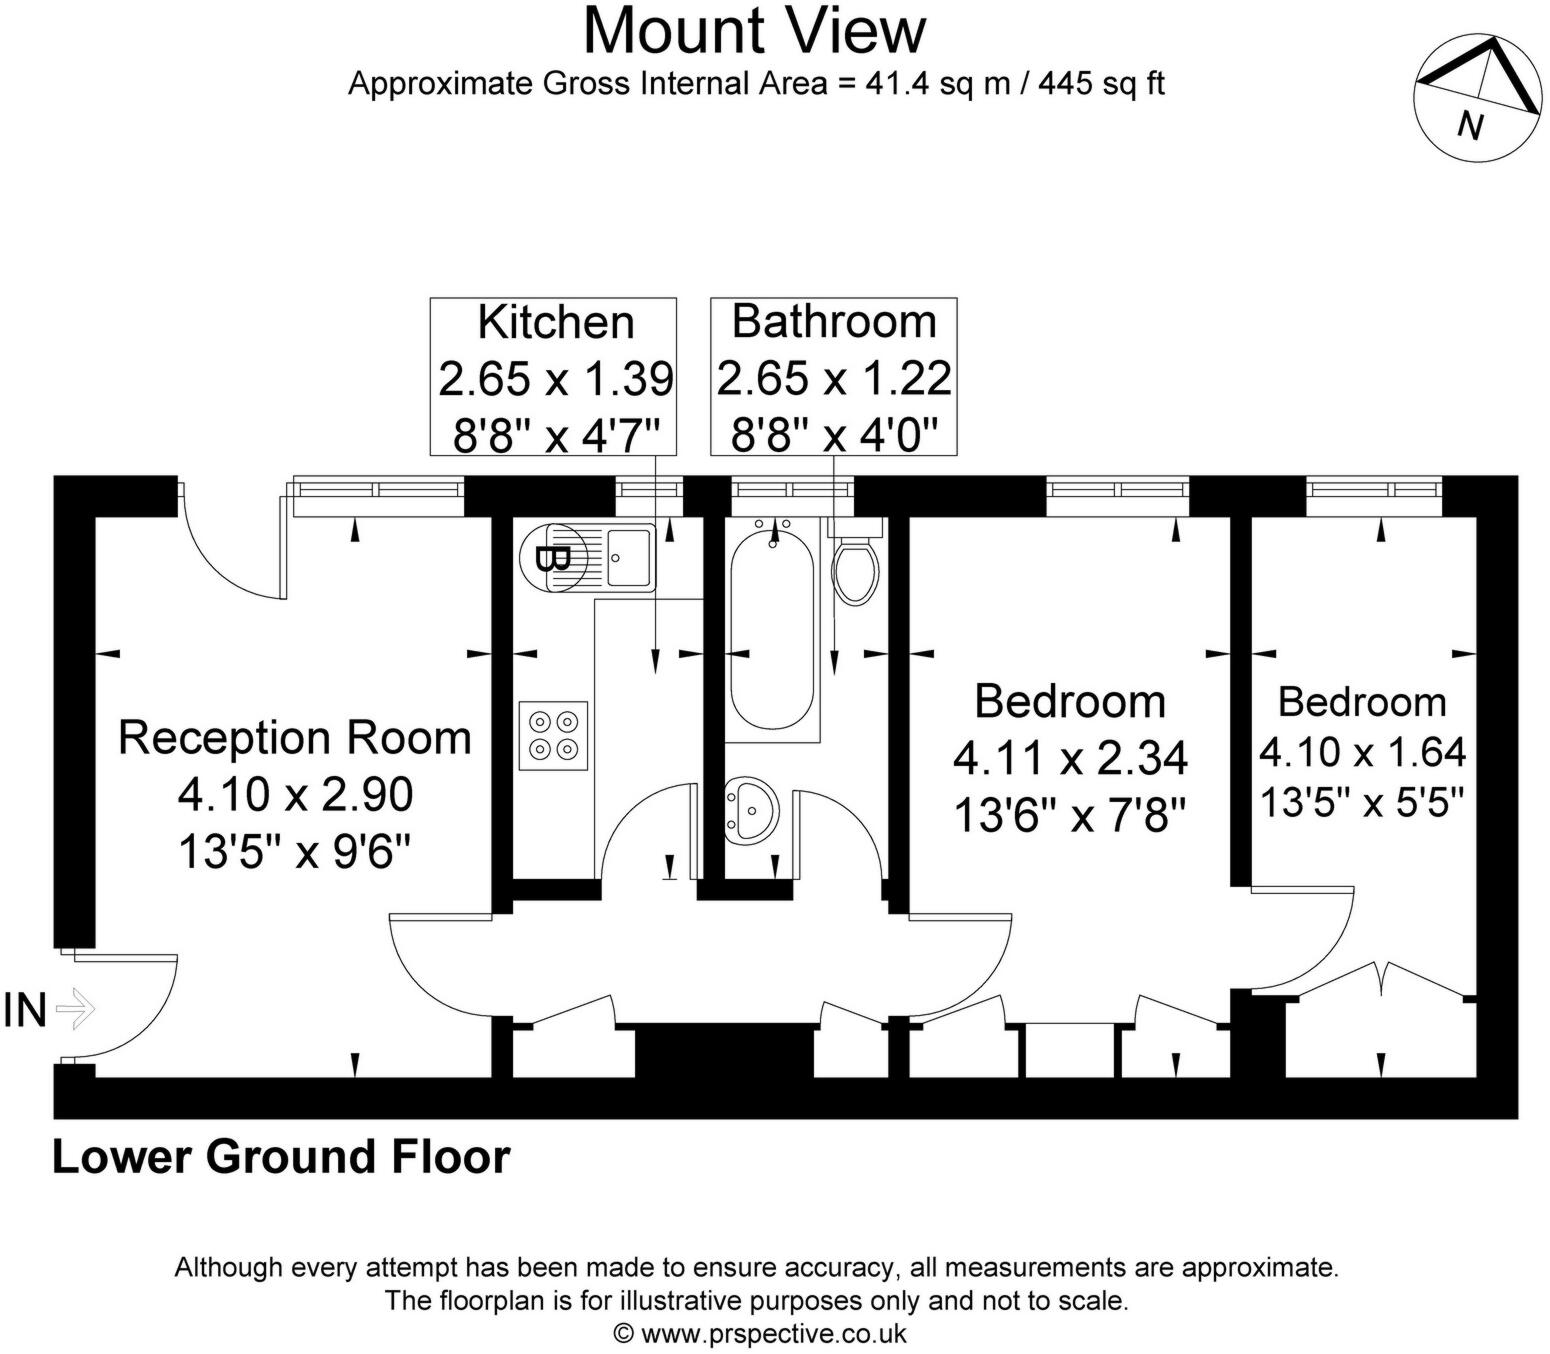 Mount View
Approximate Gross Internal Area = 41.4 sq m / 445 sq ft
N
Kitchen
2.65 x 1.39
8'8" x 4'7"
Bathroom
2.65 x 1.22
8'8" x 4'0"
B
Reception Room
4.10 x 2.90
13'5" x 9'6"
Bedroom
4.11 x 2.34
13'6" x 7'8"
Bedroom
4.10 x 1.64
13'5" x 5'5"
IN
Lower Ground Floor
Although every attempt has been made to ensure accuracy, all measurements are approximate.
The floorplan is for illustrative purposes only and not to scale.
© www.prspective.co.uk